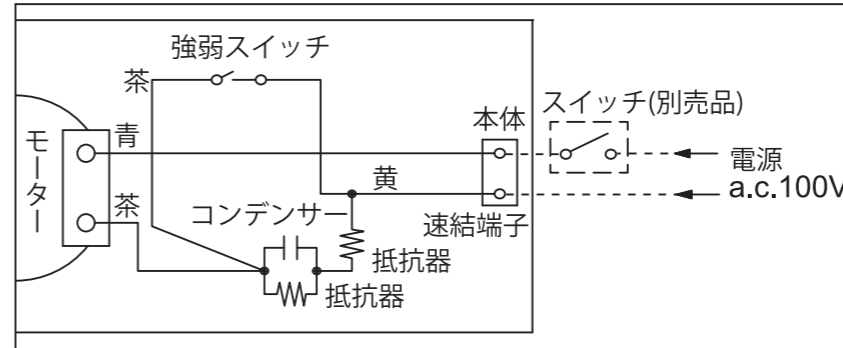 強弱スイッチ
茶
スイッチ(別売品)
本体
青
モーター
電源
a.c.100V
黄
茶
コンデンサー
速結端子
抵抗器
抵抗器